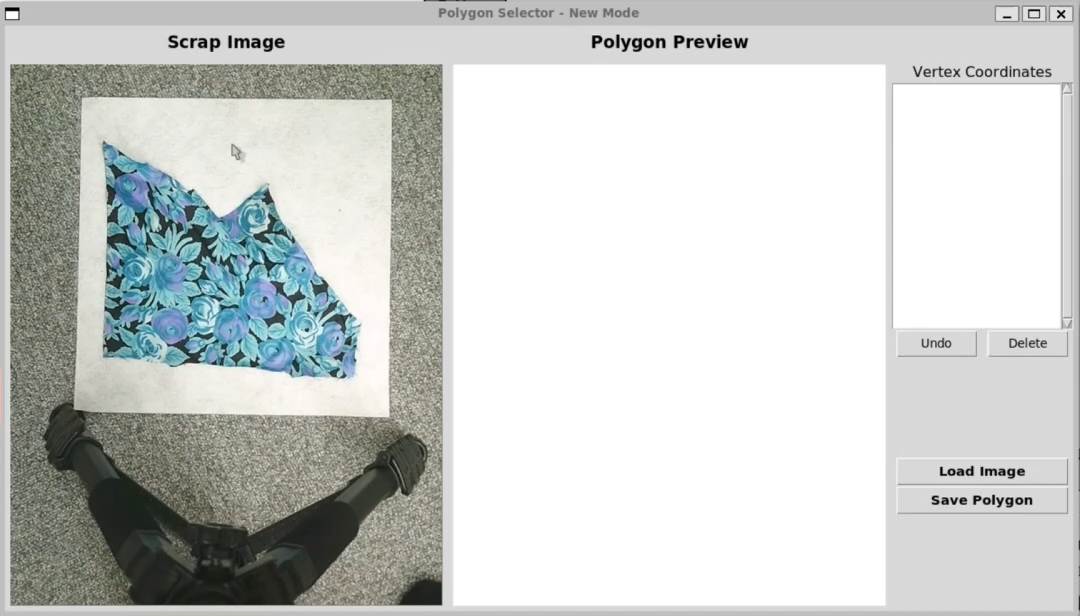 Polygon Selector - New Mode
Scrap Image
Polygon Preview
Vertex Coordinates
Undo
Delete
Load Image
Save Polygon